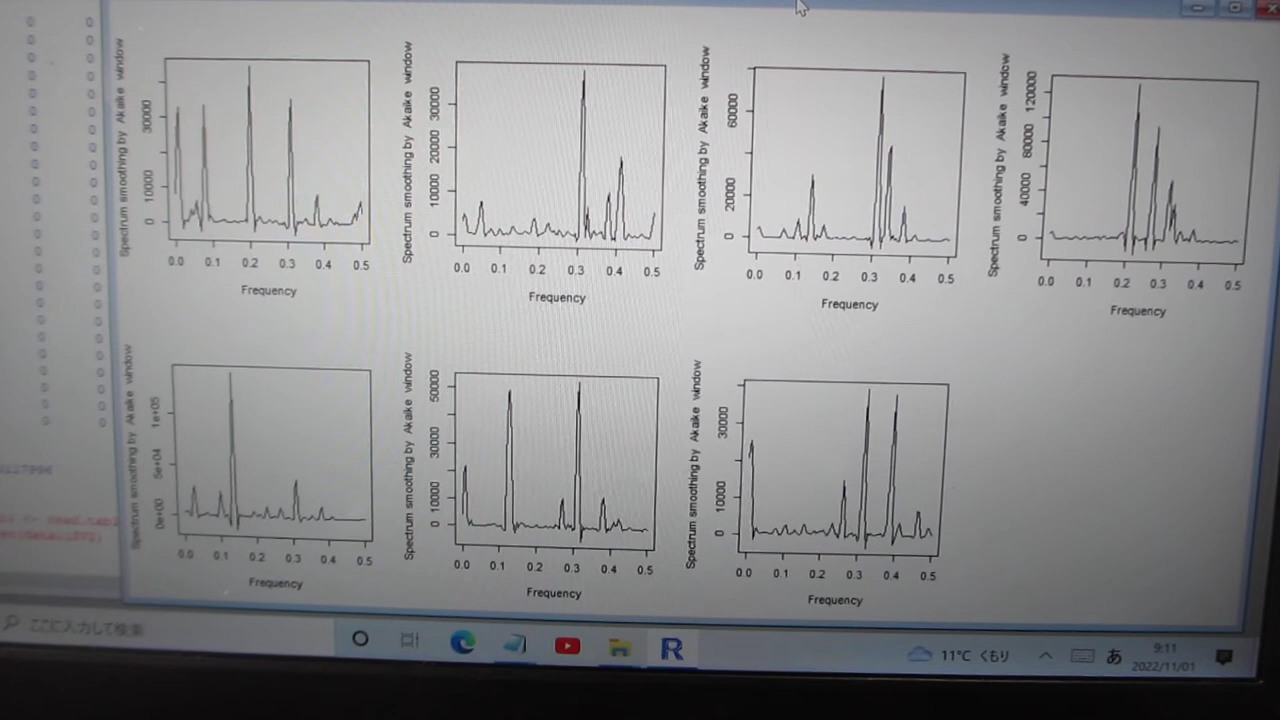 Spectrum smoothing by Akaike window
30000
10000
0
0.0 0.1 0.2 0.3 0.4 0.5
Frequency
Spectrum smoothing by Akaike window
30000
20000
10000
0
0.0 0.1 0.2 0.3 0.4 0.5
Frequency
Spectrum smoothing by Akaike window
60000
20000
0
0.0 0.1 0.2 0.3 0.4 0.5
Frequency
Spectrum smoothing by Akaike window
120000
80000
40000
0
0.0 0.1 0.2 0.3 0.4 0.5
Frequency
Spectrum smoothing by Akaike window
1e+05
5e+04
0e+00
0.0 0.1 0.2 0.3 0.4 0.5
Frequency
Spectrum smoothing by Akaike window
50000
30000
10000
0
0.0 0.1 0.2 0.3 0.4 0.5
Frequency
Spectrum smoothing by Akaike window
30000
10000
0
0.0 0.1 0.2 0.3 0.4 0.5
Frequency
ここに入力して検索
R
11°C くもり
あ
9:11
2022/11/01